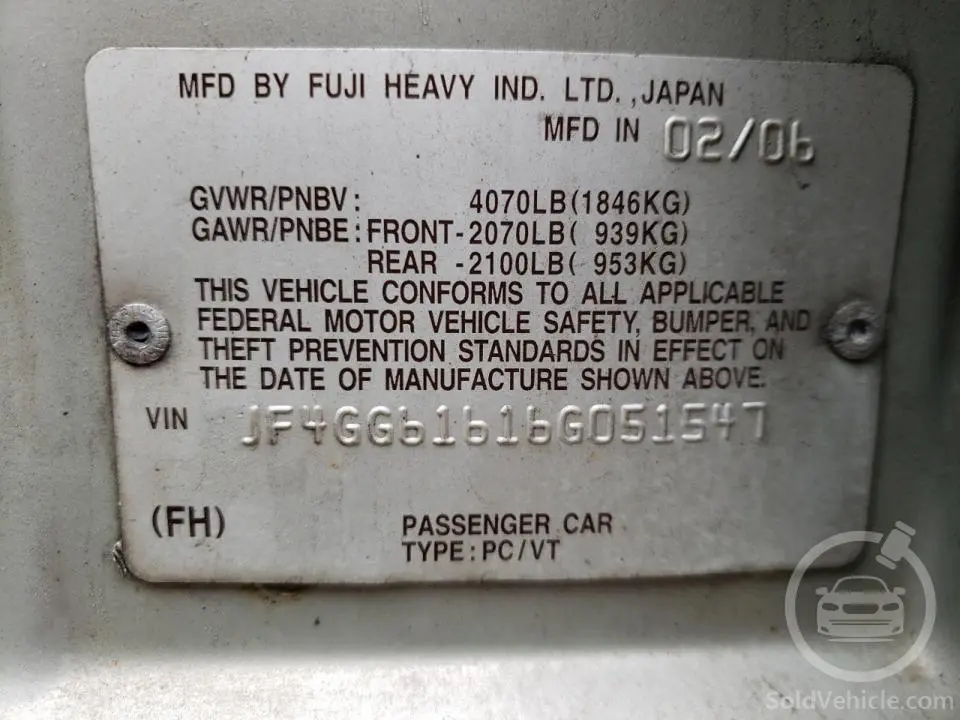 MFD BY FUJI HEAVY IND. LTD., JAPAN
MFD IN 02/06
GVWR/PNBV: 4070LB(1846KG)
GAWR/PNBE: FRONT-2070LB( 939KG)
REAR -2100LB( 953KG)
THIS VEHICLE CONFORMS TO ALL APPLICABLE
FEDERAL MOTOR VEHICLE SAFETY, BUMPER, AND
THEFT PREVENTION STANDARDS IN EFFECT ON
THE DATE OF MANUFACTURE SHOWN ABOVE.
VIN JF4GG61616G051547
(FH) PASSENGER CAR
TYPE: PC/VT
SoldVehicle.com